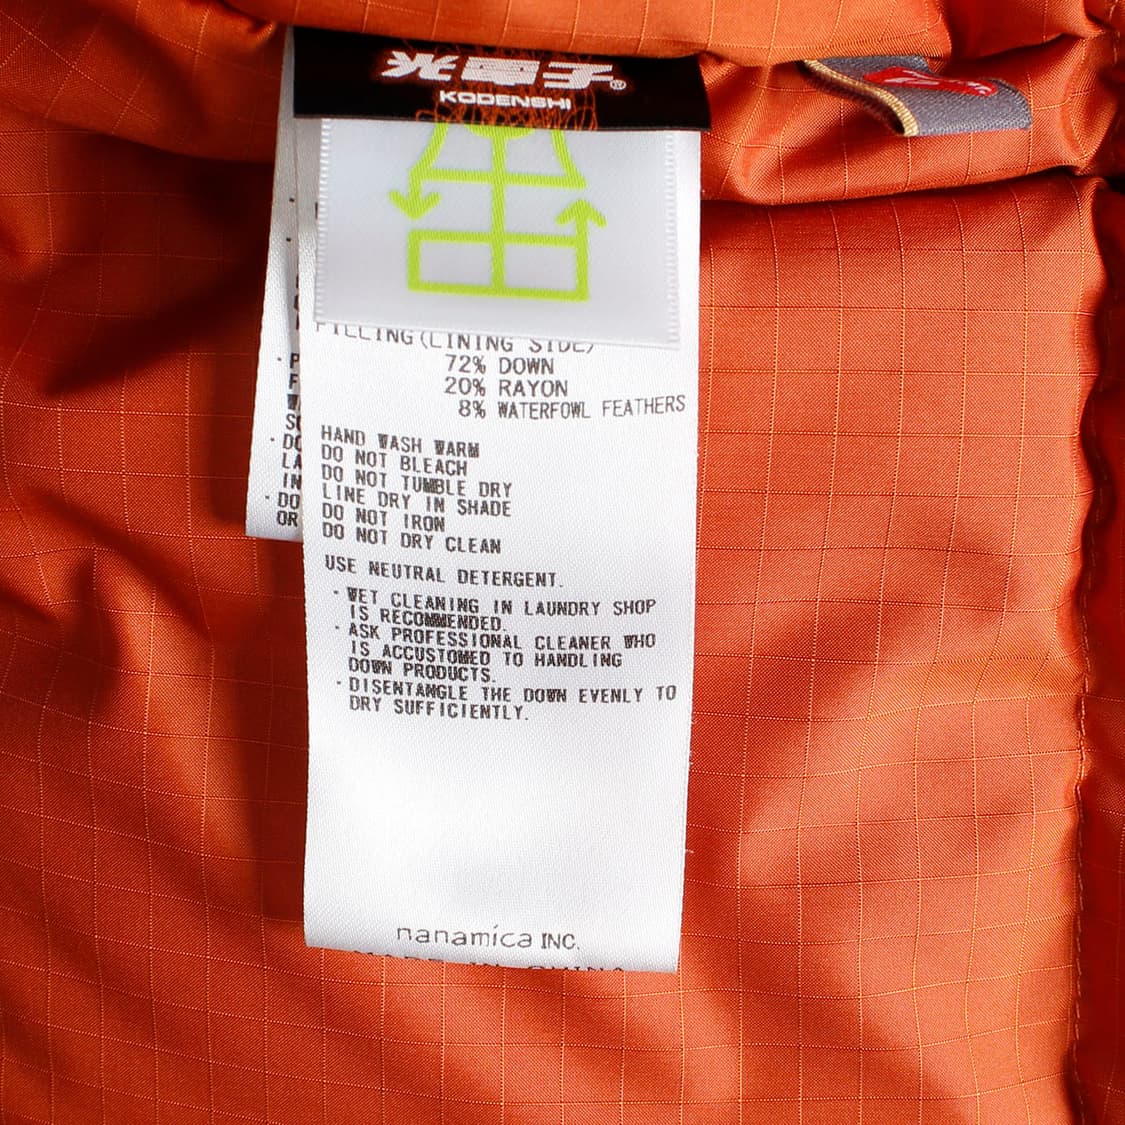 光電子®
KODENSHI
FILLING (LINING SIDE)
72% DOWN
20% RAYON
8% WATERFOWL FEATHERS
HAND WASH WARM
DO NOT BLEACH
DO NOT TUMBLE DRY
LINE DRY IN SHADE
DO NOT IRON
DO NOT DRY CLEAN
USE NEUTRAL DETERGENT.
・WET CLEANING IN LAUNDRY SHOP
IS RECOMMENDED.
・ASK PROFESSIONAL CLEANER WHO
IS ACCUSTOMED TO HANDLING
DOWN PRODUCTS.
・DISENTANGLE THE DOWN EVENLY TO
DRY SUFFICIENTLY.
nanamica INC.
MADE IN CHINA